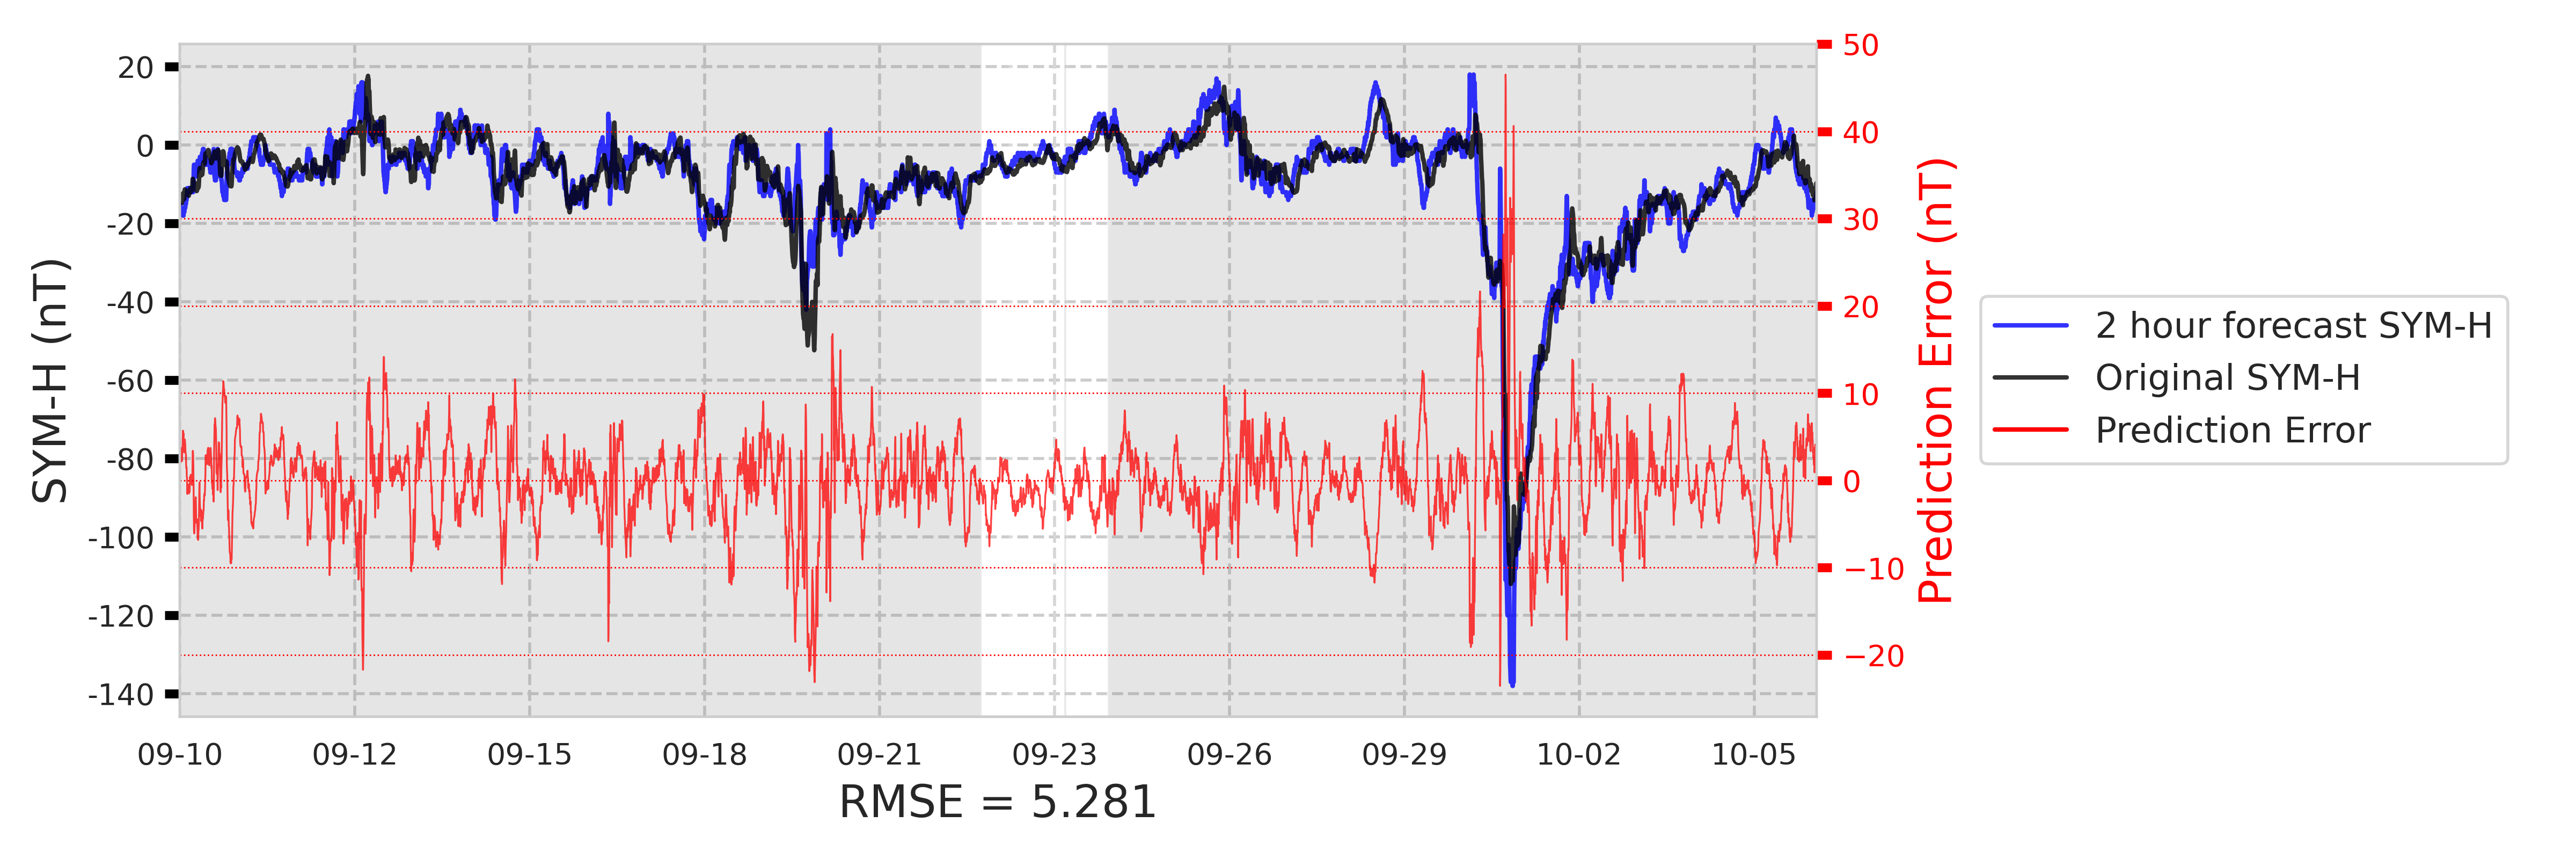 SYM-H (nT)
20
0
-20
-40
-60
-80
-100
-120
-140
50
40
30
20
10
0
−10
−20
Prediction Error (nT)
2 hour forecast SYM-H
Original SYM-H
Prediction Error
09-10 09-12 09-15 09-18 09-21 09-23 09-26 09-29 10-02 10-05
RMSE = 5.281